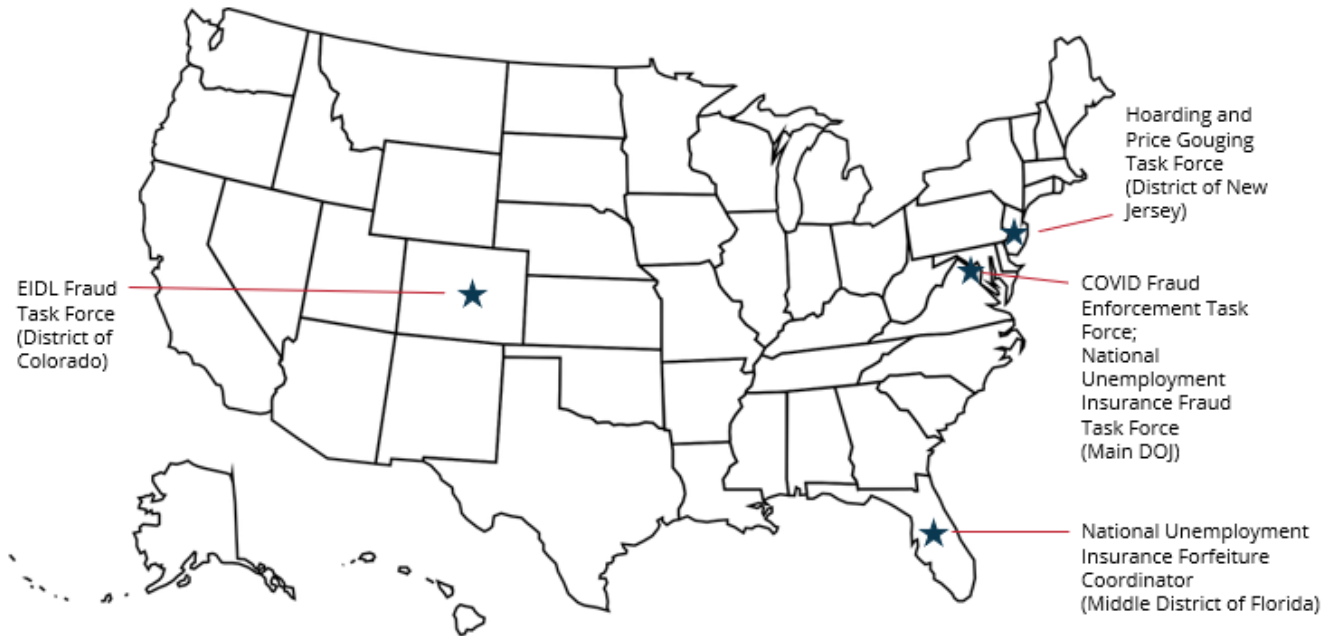 Hoarding and
Price Gouging
Task Force
(District of New
Jersey)
EIDL Fraud
Task Force
(District of
Colorado)
COVID Fraud
Enforcement Task
Force;
National
Unemployment
Insurance Fraud
Task Force
(Main DOJ)
National Unemployment
Insurance Forfeiture
Coordinator
(Middle District of Florida)